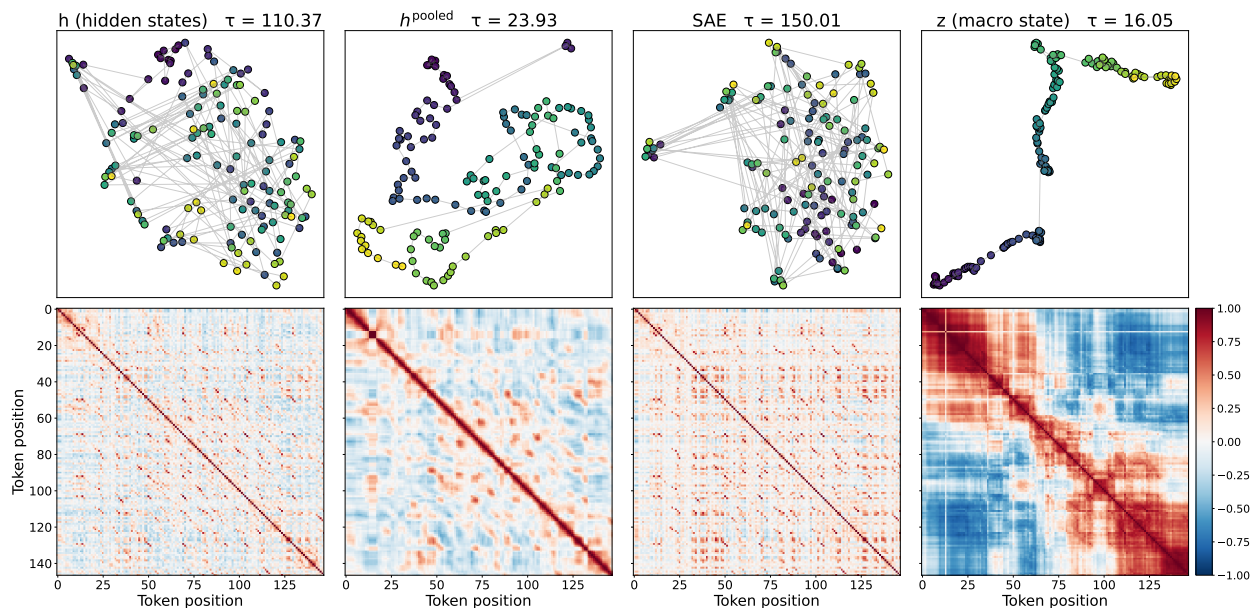 h (hidden states) τ = 110.37
h^pooled τ = 23.93
SAE τ = 150.01
z (macro state) τ = 16.05
Token position
0
20
40
60
80
100
120
140
0 25 50 75 100 125
Token position
0 25 50 75 100 125
Token position
0 25 50 75 100 125
Token position
0 25 50 75 100 125
Token position
1.00
0.75
0.50
0.25
0.00
−0.25
−0.50
−0.75
−1.00